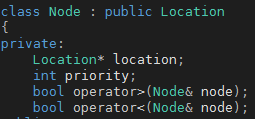 class Node : public Location
{
private:
    Location* location;
    int priority;
    bool operator>(Node& node);
    bool operator<(Node& node);